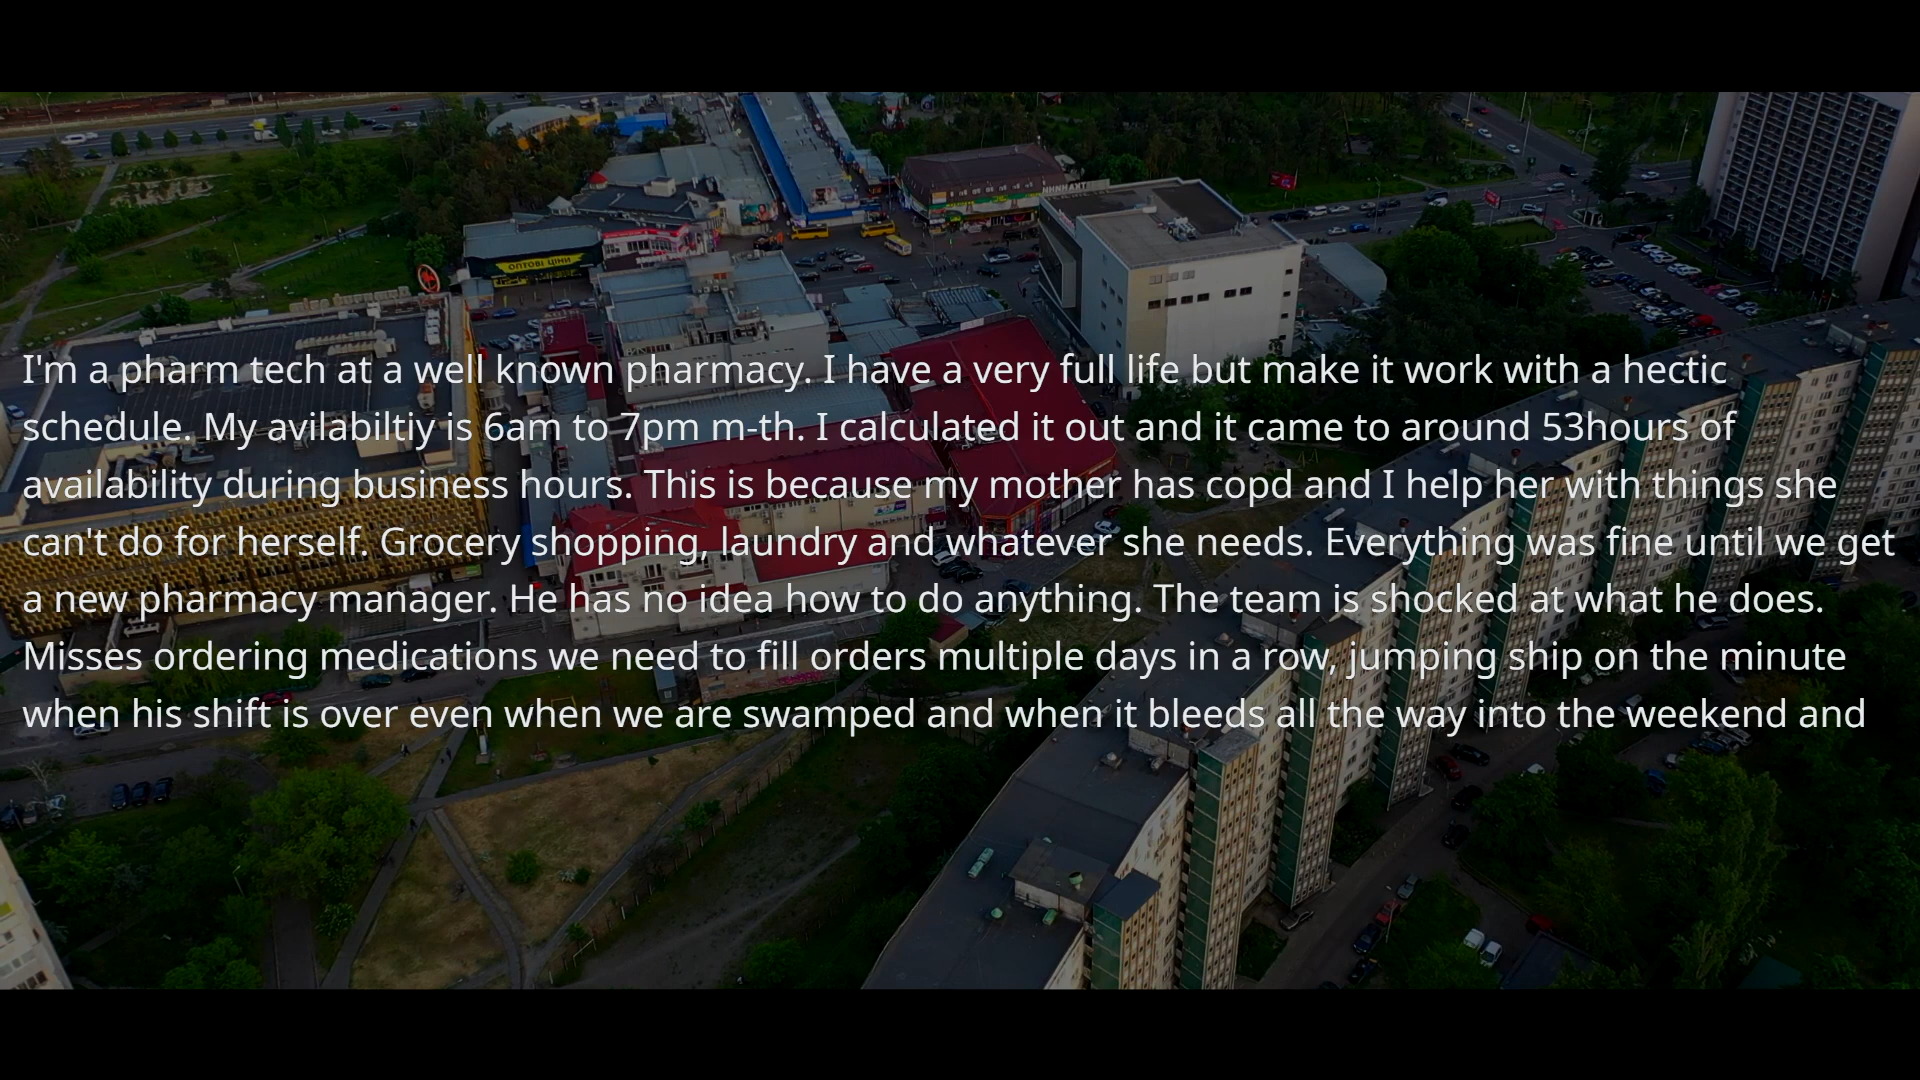 ОПТОВІ ЦІНИ
I'm a pharm tech at a well known pharmacy. I have a very full life but make it work with a hectic
schedule. My avilabiltiy is 6am to 7pm m-th. I calculated it out and it came to around 53hours of
availability during business hours. This is because my mother has copd and I help her with things she
can't do for herself. Grocery shopping, laundry and whatever she needs. Everything was fine until we get
a new pharmacy manager. He has no idea how to do anything. The team is shocked at what he does.
Misses ordering medications we need to fill orders multiple days in a row, jumping ship on the minute
when his shift is over even when we are swamped and when it bleeds all the way into the weekend and